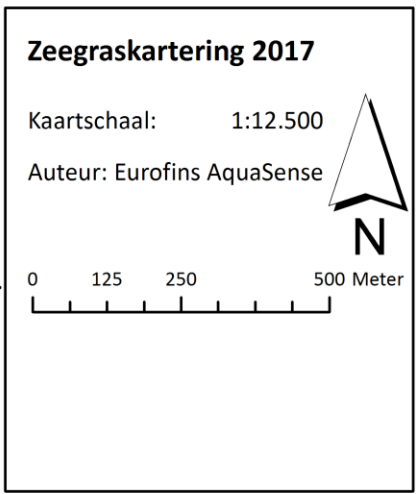 Zeegraskartering 2017
Kaartschaal: 1:12.500
Auteur: Eurofins AquaSense
N
0 125 250 500 Meter